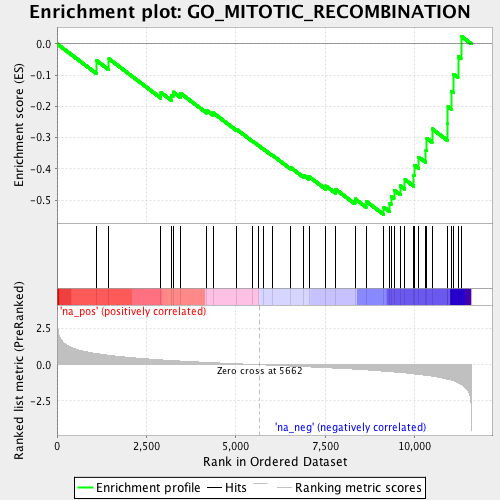 Enrichment plot: GO_MITOTIC_RECOMBINATION
Enrichment score (ES)
0.0
-0.1
-0.2
-0.3
-0.4
-0.5
'na_pos' (positively correlated)
Ranked list metric (PreRanked)
2.5
0.0
-2.5
Zero cross at 5662
'na_neg' (negatively correlated)
0
2,500
5,000
7,500
10,000
Rank in Ordered Dataset
Enrichment profile
Hits
Ranking metric scores